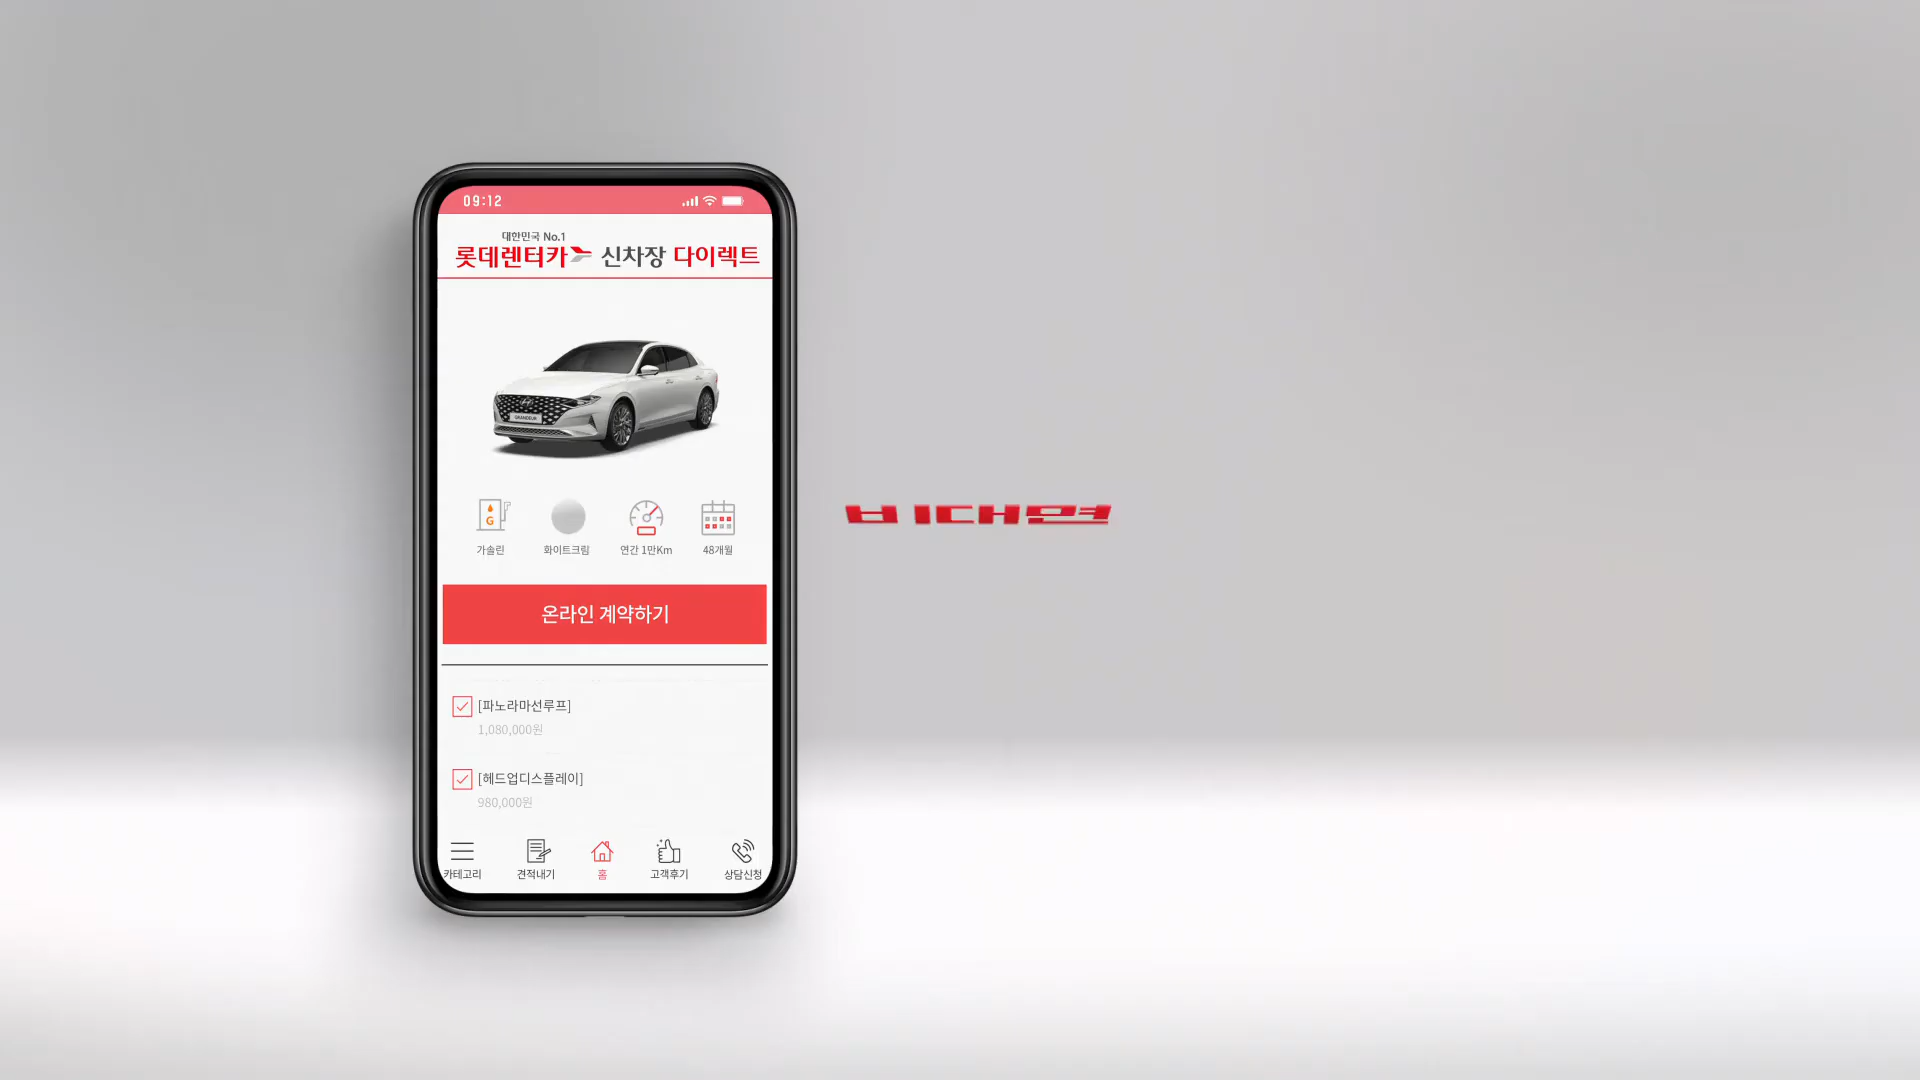 09:12
대한민국 No.1
롯데렌터카 신차장 다이렉트
GRANDEUR
G
가솔린
화이트크림
연간 1만Km
48개월
온라인 계약하기
[파노라마선루프]
1,080,000원
[헤드업디스플레이]
980,000원
카테고리
견적내기
홈
고객후기
상담신청
비대면